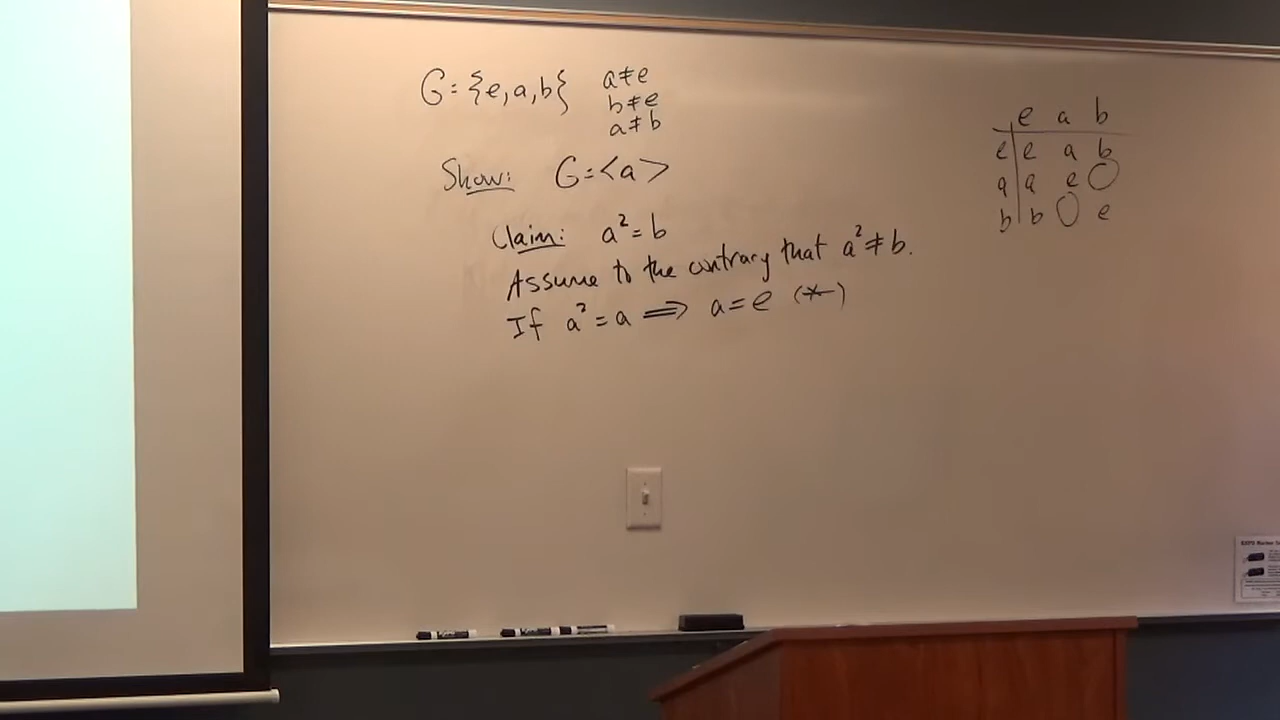 G = {e, a, b} a ≠ e
b ≠ e
a ≠ b
Show: G = <a>
Claim: a² = b
Assume to the contrary that a² ≠ b.
If a² = a ⟹ a = e (*)
e a b
e e a b
a a e
b b e